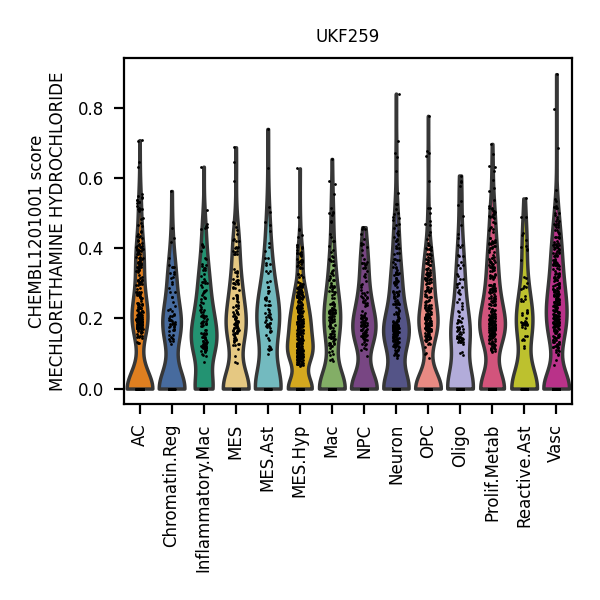 UKF259
CHEMBL1201001 score
MECHLORETHAMINE HYDROCHLORIDE
0.8
0.6
0.4
0.2
0.0
AC
Chromatin.Reg
Inflammatory.Mac
MES
MES.Ast
MES.Hyp
Mac
NPC
Neuron
OPC
Oligo
Prolif.Metab
Reactive.Ast
Vasc